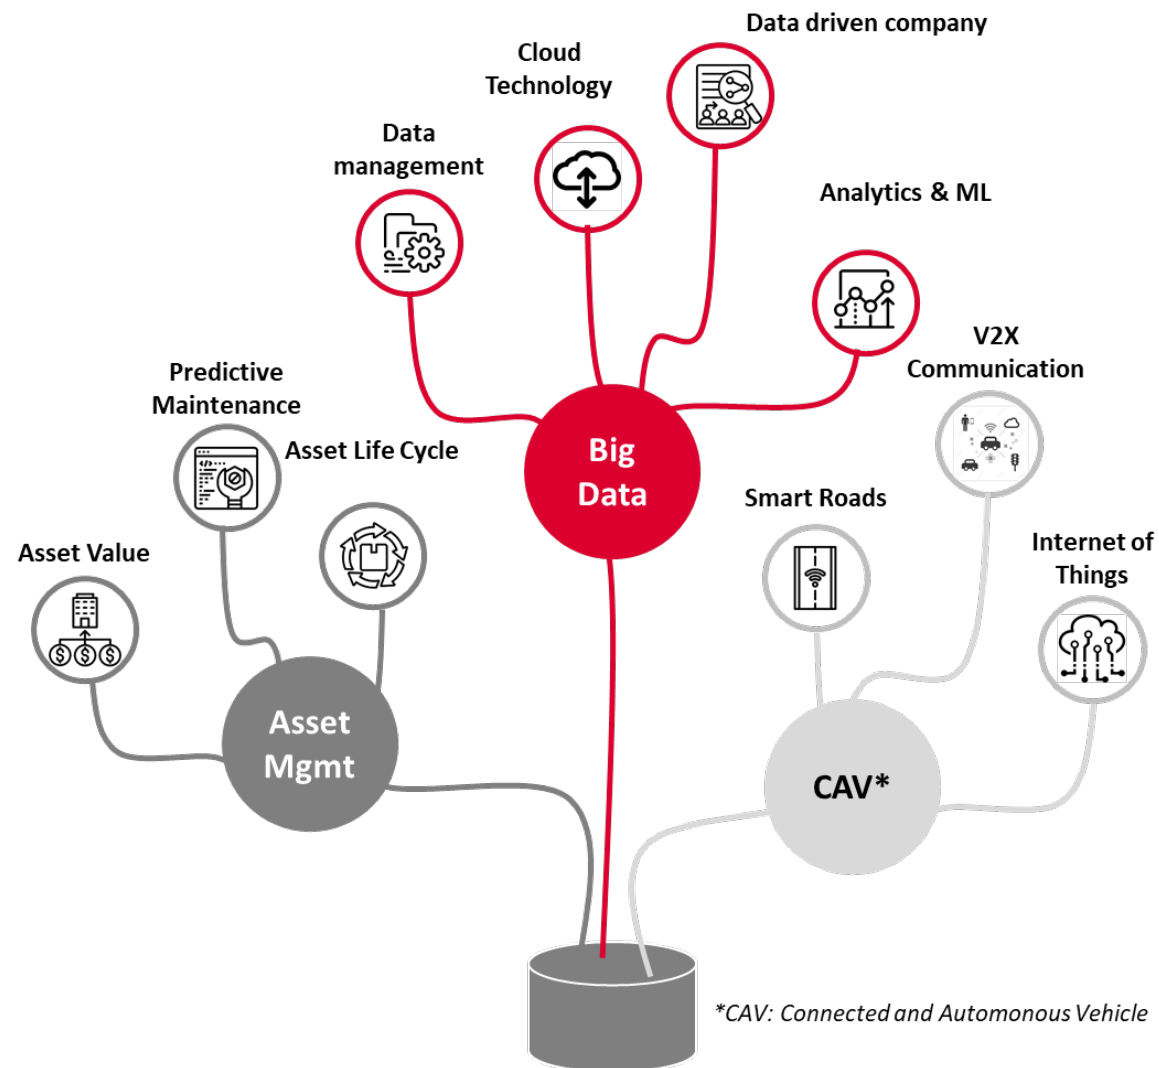 Data driven company
Cloud
Technology
Data
management
Analytics & ML
V2X
Communication
Predictive
Maintenance
Asset Life Cycle
Big
Data
Smart Roads
Internet of
Things
Asset Value
Asset
Mgmt
CAV*
*CAV: Connected and Automonous Vehicle